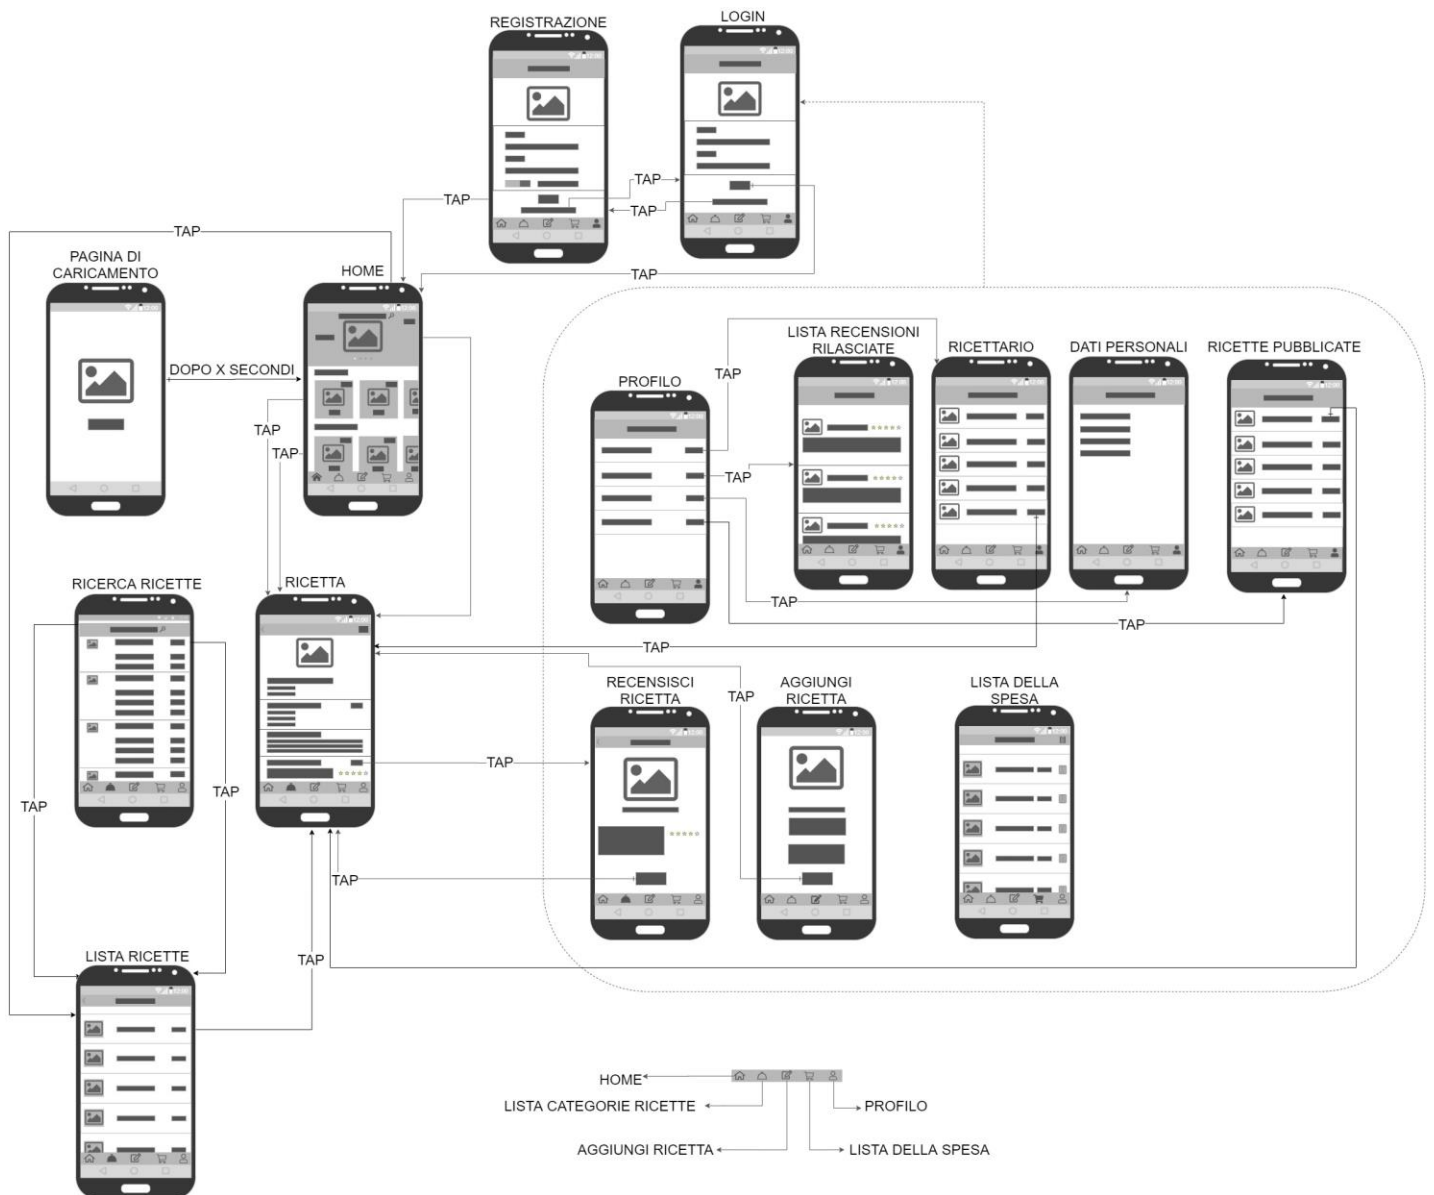 REGISTRAZIONE
LOGIN
TAP
TAP
TAP
TAP
TAP
PAGINA DI
CARICAMENTO
HOME
DOPO X SECONDI
TAP
TAP
PROFILO
LISTA RECENSIONI
RILASCIATE
RICETTARIO
DATI PERSONALI
RICETTE PUBBLICATE
TAP
TAP
TAP
TAP
TAP
RICERCA RICETTE
RICETTA
RECENSISCI
RICETTA
AGGIUNGI
RICETTA
LISTA DELLA
SPESA
TAP
TAP
TAP
TAP
TAP
LISTA RICETTE
TAP
HOME
LISTA CATEGORIE RICETTE
PROFILO
AGGIUNGI RICETTA
LISTA DELLA SPESA